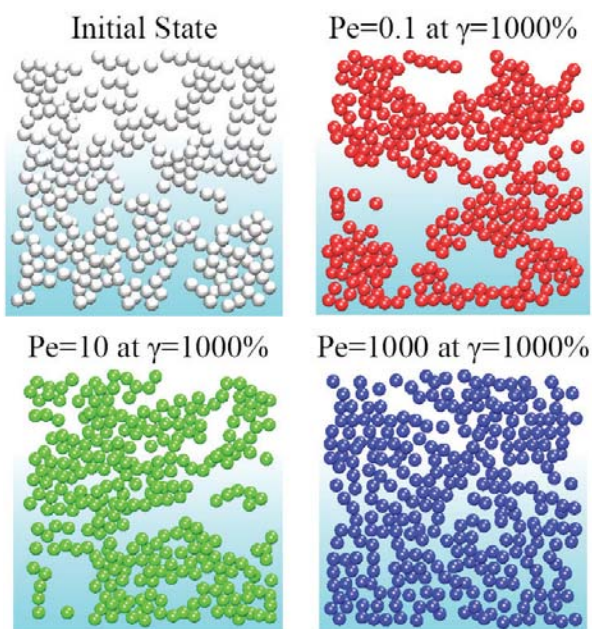 Initial State
Pe=0.1 at γ=1000%
Pe=10 at γ=1000%
Pe=1000 at γ=1000%